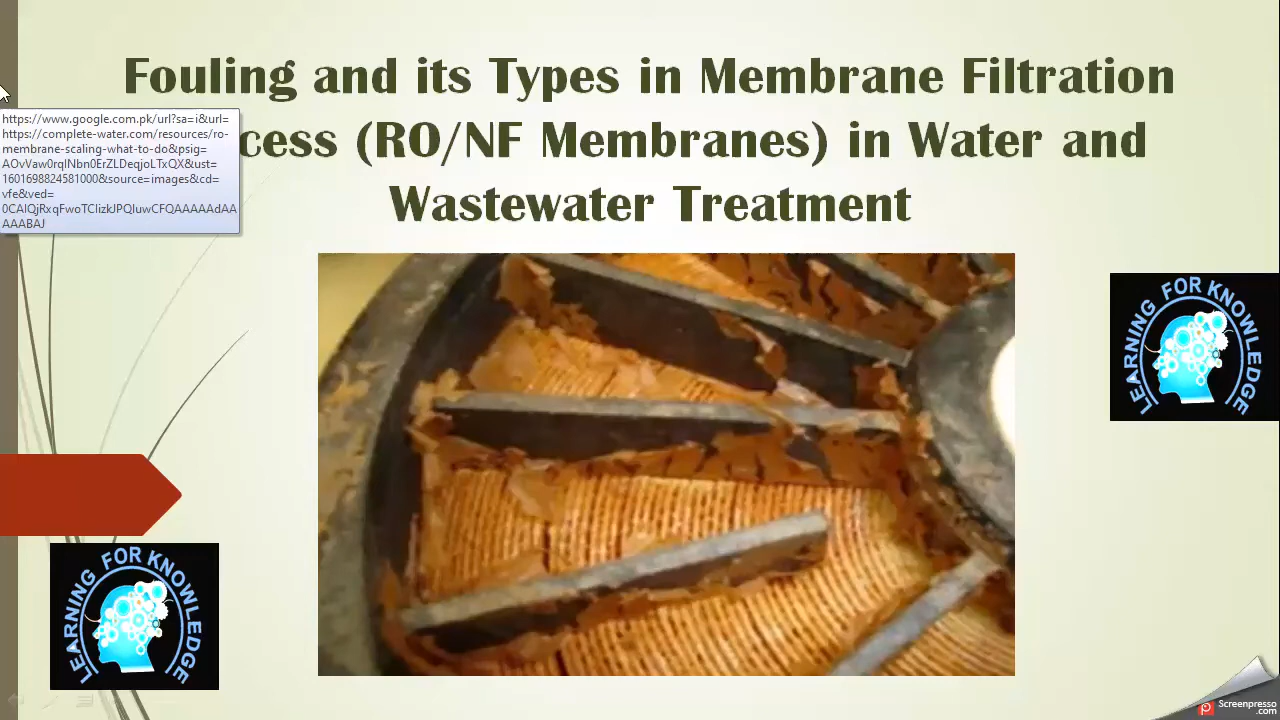 Fouling and its Types in Membrane Filtration
cess (RO/NF Membranes) in Water and
Wastewater Treatment
https://www.google.com.pk/url?sa=i&url=
https://complete-water.com/resources/ro-
membrane-scaling-what-to-do&psig=
AOvVaw0rqlNbn0ErZLDeqjoLTxQX&ust=
1601698824581000&source=images&cd=
vfe&ved=
0CAIQjRxqFwoTCIizkJPQluwCFQAAAAAdAA
AAABAJ
LEARNING FOR KNOWLEDGE
LEARNING FOR KNOWLEDGE
Screenpresso
.com